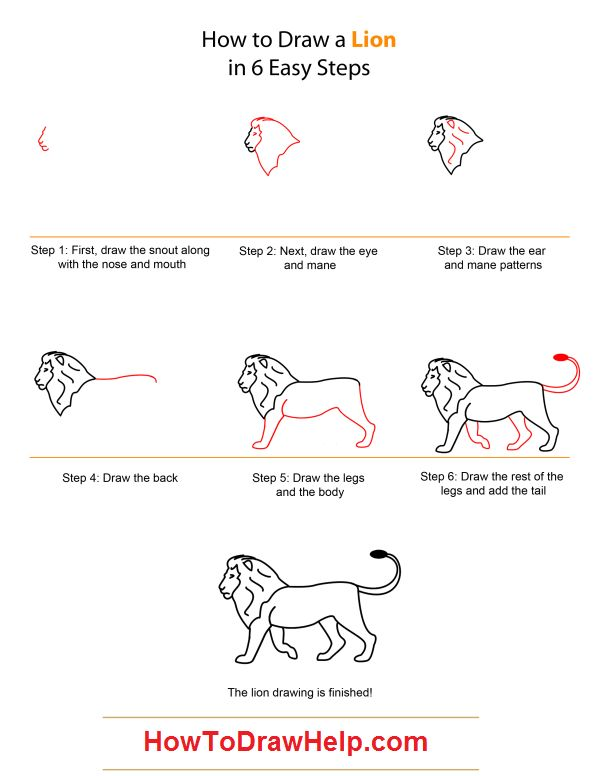 How to Draw a Lion
in 6 Easy Steps
Step 1: First, draw the snout along
with the nose and mouth
Step 2: Next, draw the eye
and mane
Step 3: Draw the ear
and mane patterns
Step 4: Draw the back
Step 5: Draw the legs
and the body
Step 6: Draw the rest of the
legs and add the tail
The lion drawing is finished!
HowToDrawHelp.com